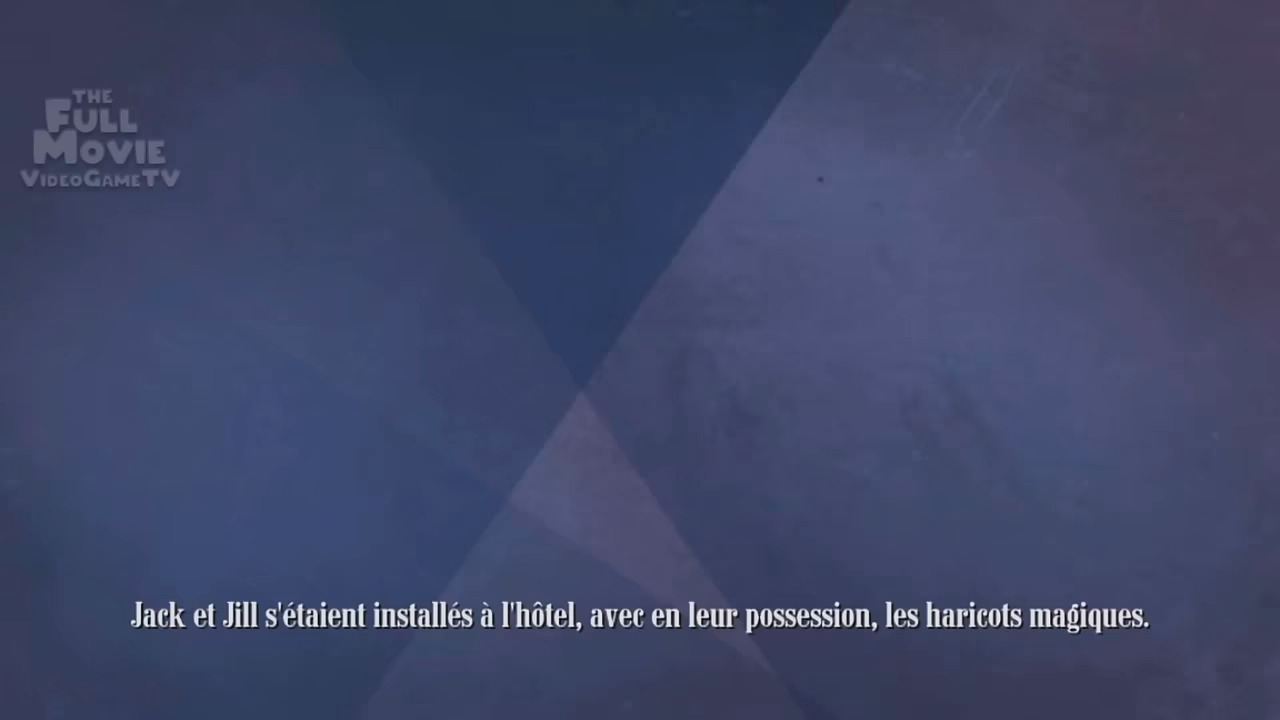 THE
FULL
MOVIE
VIDEOGAMETV
Jack et Jill s'étaient installés à l'hôtel, avec en leur possession, les haricots magiques.